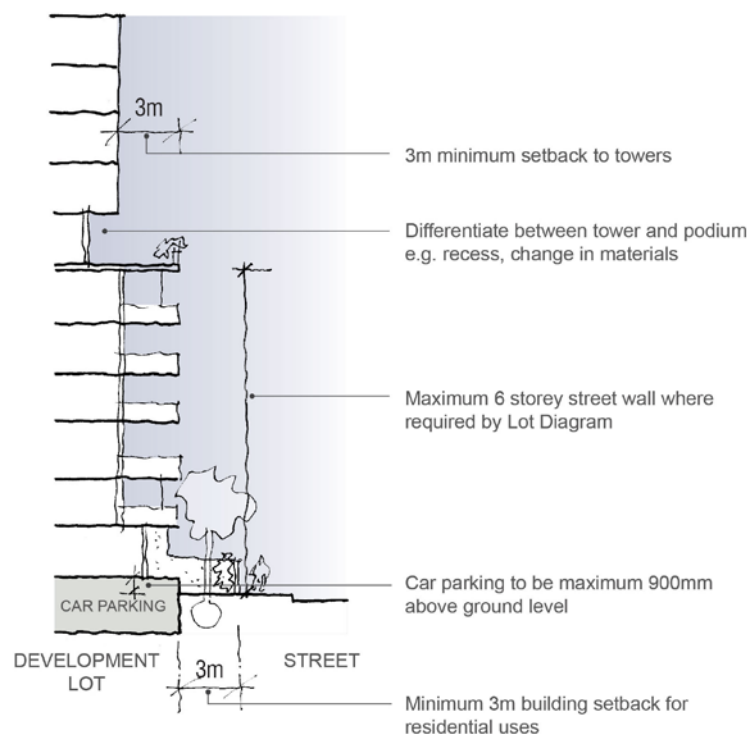 3m
3m minimum setback to towers
Differentiate between tower and podium
e.g. recess, change in materials
Maximum 6 storey street wall where
required by Lot Diagram
Car parking to be maximum 900mm
above ground level
CAR PARKING
DEVELOPMENT
LOT
3m
STREET
Minimum 3m building setback for
residential uses